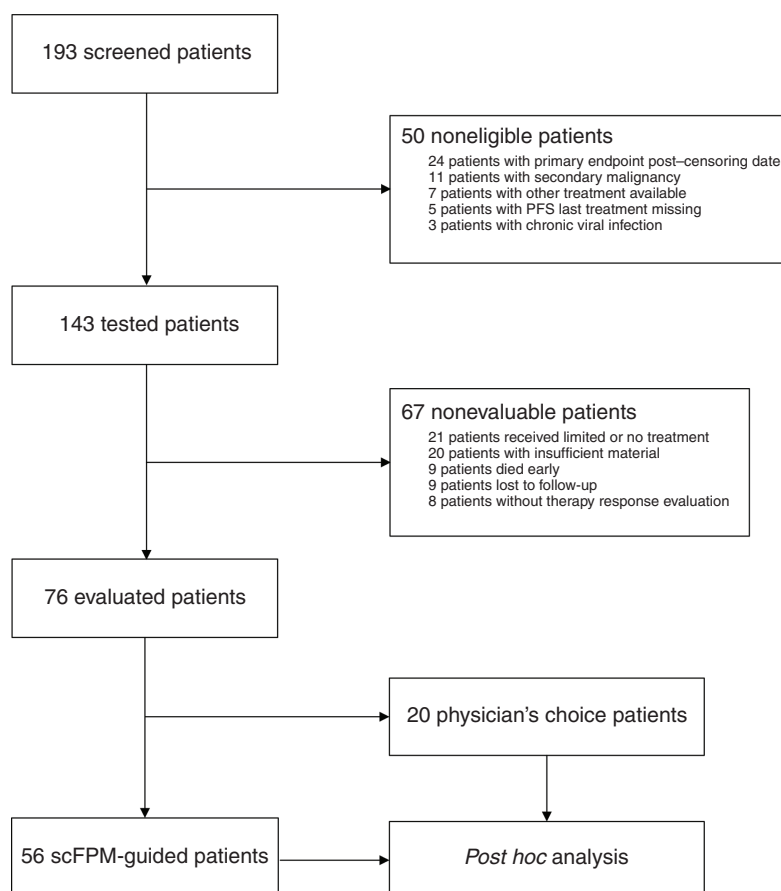 193 screened patients
50 noneligible patients
24 patients with primary endpoint post–censoring date
11 patients with secondary malignancy
7 patients with other treatment available
5 patients with PFS last treatment missing
3 patients with chronic viral infection
143 tested patients
67 nonevaluable patients
21 patients received limited or no treatment
20 patients with insufficient material
9 patients died early
9 patients lost to follow-up
8 patients without therapy response evaluation
76 evaluated patients
20 physician's choice patients
56 scFPM-guided patients
Post hoc analysis